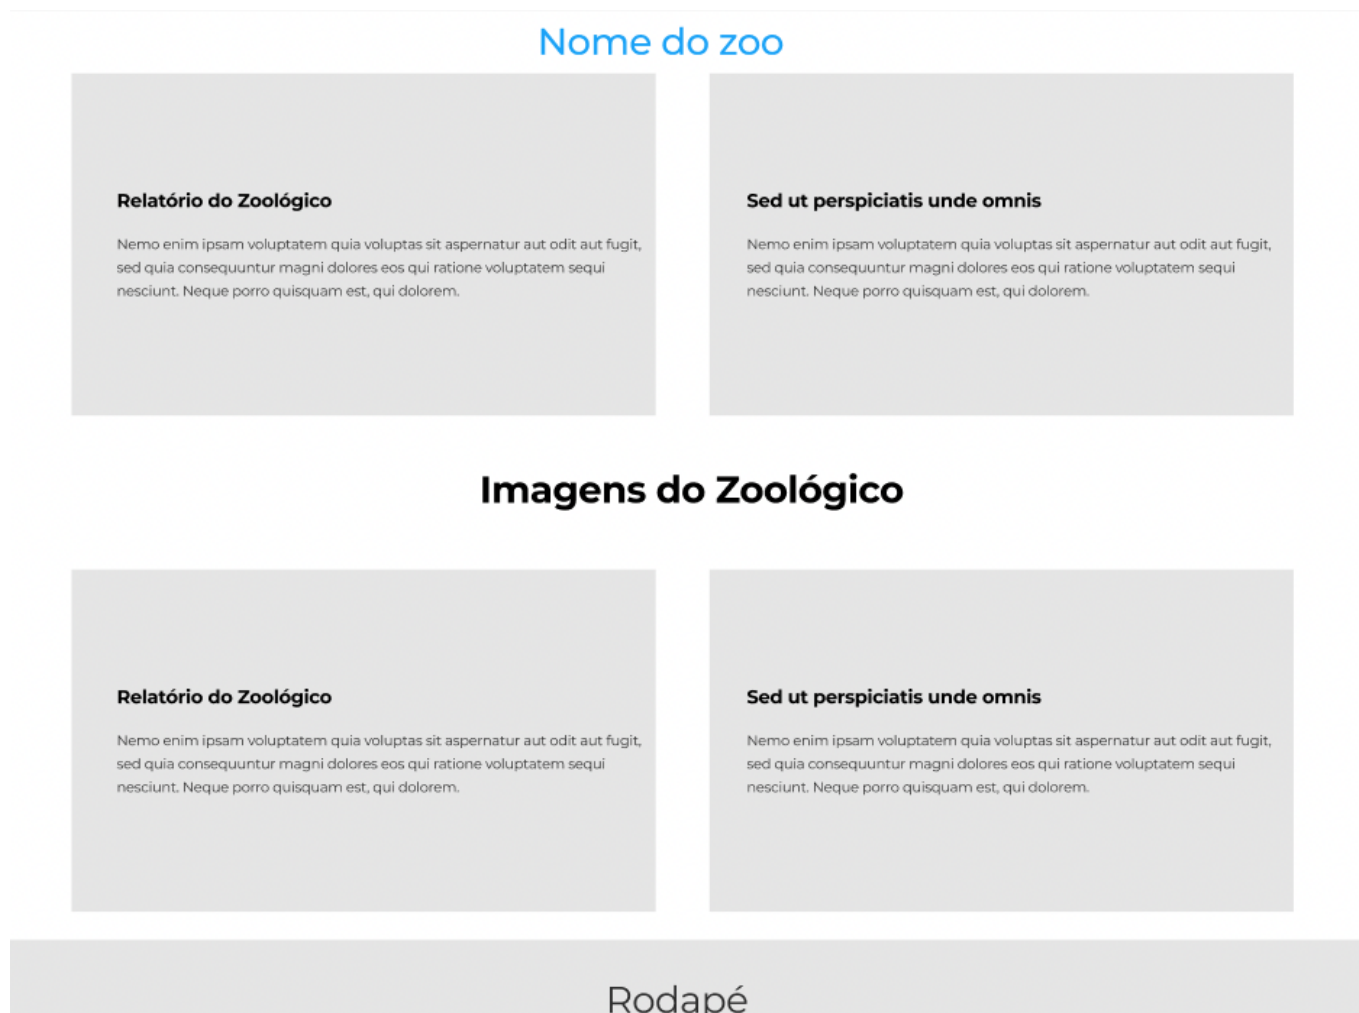 Nome do zoo
Relatório do Zoológico
Nemo enim ipsam voluptatem quia voluptas sit aspernatur aut odit aut fugit,
sed quia consequuntur magni dolores eos qui ratione voluptatem sequi
nesciunt. Neque porro quisquam est, qui dolorem.
Sed ut perspiciatis unde omnis
Nemo enim ipsam voluptatem quia voluptas sit aspernatur aut odit aut fugit,
sed quia consequuntur magni dolores eos qui ratione voluptatem sequi
nesciunt. Neque porro quisquam est, qui dolorem.
Imagens do Zoológico
Relatório do Zoológico
Nemo enim ipsam voluptatem quia voluptas sit aspernatur aut odit aut fugit,
sed quia consequuntur magni dolores eos qui ratione voluptatem sequi
nesciunt. Neque porro quisquam est, qui dolorem.
Sed ut perspiciatis unde omnis
Nemo enim ipsam voluptatem quia voluptas sit aspernatur aut odit aut fugit,
sed quia consequuntur magni dolores eos qui ratione voluptatem sequi
nesciunt. Neque porro quisquam est, qui dolorem.
Rodapé